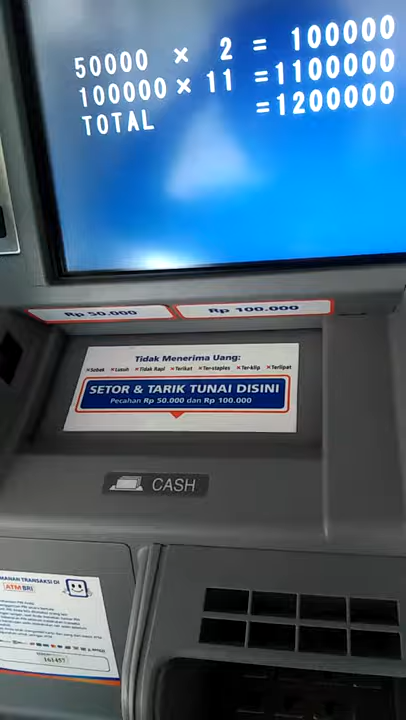 50000 × 2 = 100000
100000 × 11 =1100000
TOTAL =1200000
Rp 50.000 Rp 100.000
Tidak Menerima Uang:
×Sobek ×Lusuh ×Tidak Rapi ×Terikat ×Ter-staples ×Ter-klip ×Terlipat
SETOR & TARIK TUNAI DISINI
Pecahan Rp 50.000 dan Rp 100.000
CASH
MANAN TRANSAKSI DI
ATM BRI
161457